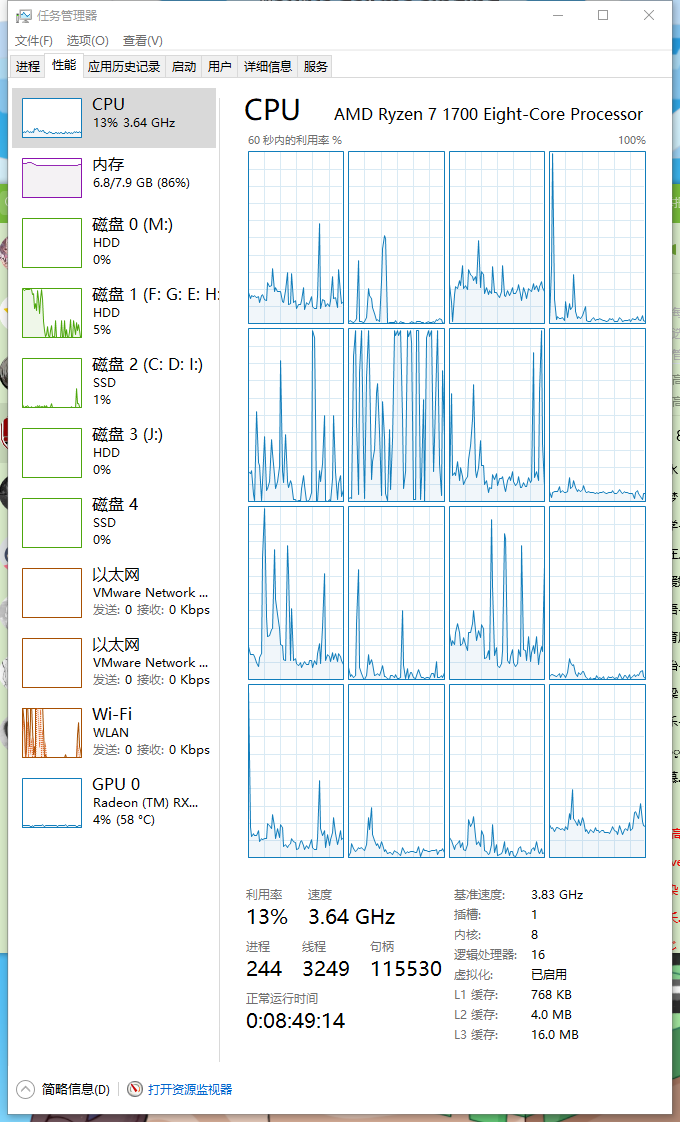 任务管理器
文件(F) 选项(O) 查看(V)
进程 性能 应用历史记录 启动 用户 详细信息 服务
CPU
13% 3.64 GHz
内存
6.8/7.9 GB (86%)
磁盘 0 (M:)
HDD
0%
磁盘 1 (F: G: E: H:
HDD
5%
磁盘 2 (C: D: I:)
SSD
1%
磁盘 3 (J:)
HDD
0%
磁盘 4
SSD
0%
以太网
VMware Network ...
发送: 0 接收: 0 Kbps
以太网
VMware Network ...
发送: 0 接收: 0 Kbps
Wi-Fi
WLAN
发送: 0 接收: 0 Kbps
GPU 0
Radeon (TM) RX...
4% (58 °C)
CPU AMD Ryzen 7 1700 Eight-Core Processor
60 秒内的利用率 % 100%
利用率 速度
13% 3.64 GHz
进程 线程 句柄
244 3249 115530
正常运行时间
0:08:49:14
基准速度: 3.83 GHz
插槽: 1
内核: 8
逻辑处理器: 16
虚拟化: 已启用
L1 缓存: 768 KB
L2 缓存: 4.0 MB
L3 缓存: 16.0 MB
简略信息(D) 打开资源监视器